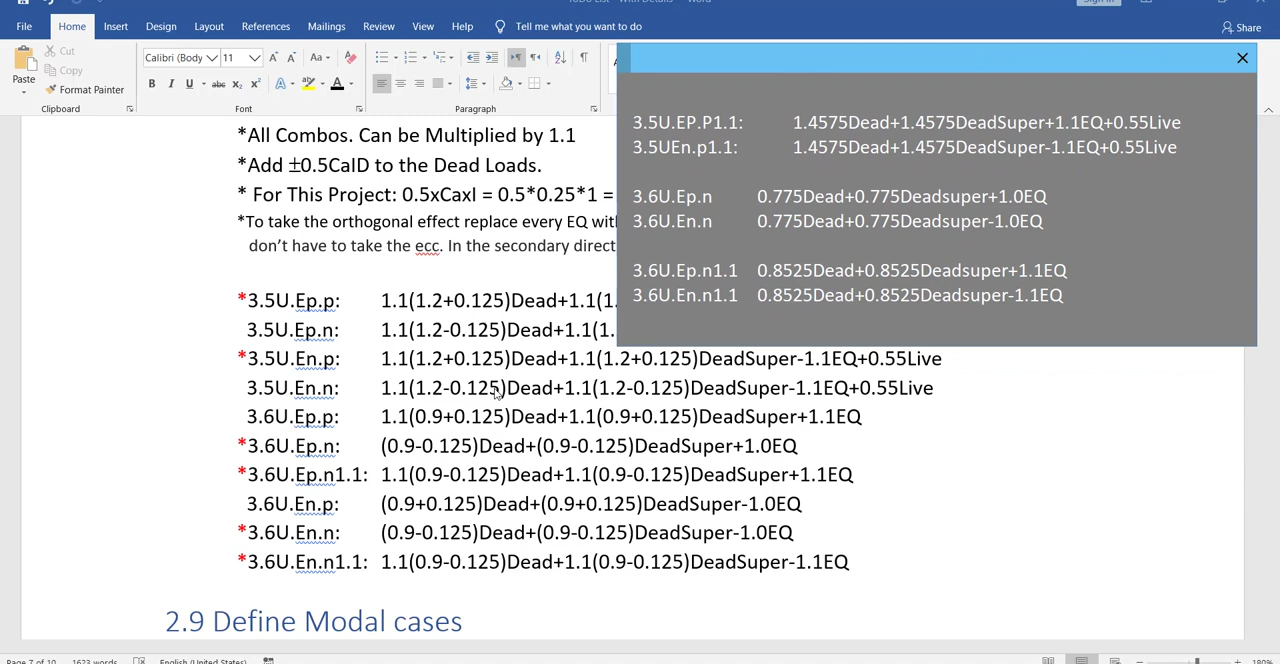 ToDo List - With Details - Word
Sign in
File Home Insert Design Layout References Mailings Review View Help Tell me what you want to do Share
Paste
Cut
Copy
Format Painter
Calibri (Body 11
Clipboard Font Paragraph
*All Combos. Can be Multiplied by 1.1
*Add ±0.5CaID to the Dead Loads.
* For This Project: 0.5xCaxI = 0.5*0.25*1 =
*To take the orthogonal effect replace every EQ with
don’t have to take the ecc. In the secondary direct
*3.5U.Ep.p: 1.1(1.2+0.125)Dead+1.1(1.
3.5U.Ep.n: 1.1(1.2-0.125)Dead+1.1(1.
*3.5U.En.p: 1.1(1.2+0.125)Dead+1.1(1.2+0.125)DeadSuper-1.1EQ+0.55Live
3.5U.En.n: 1.1(1.2-0.125)Dead+1.1(1.2-0.125)DeadSuper-1.1EQ+0.55Live
3.6U.Ep.p: 1.1(0.9+0.125)Dead+1.1(0.9+0.125)DeadSuper+1.1EQ
*3.6U.Ep.n: (0.9-0.125)Dead+(0.9-0.125)DeadSuper+1.0EQ
*3.6U.Ep.n1.1: 1.1(0.9-0.125)Dead+1.1(0.9-0.125)DeadSuper+1.1EQ
3.6U.En.p: (0.9+0.125)Dead+(0.9+0.125)DeadSuper-1.0EQ
*3.6U.En.n: (0.9-0.125)Dead+(0.9-0.125)DeadSuper-1.0EQ
*3.6U.En.n1.1: 1.1(0.9-0.125)Dead+1.1(0.9-0.125)DeadSuper-1.1EQ
2.9 Define Modal cases
3.5U.EP.P1.1: 1.4575Dead+1.4575DeadSuper+1.1EQ+0.55Live
3.5UEn.p1.1: 1.4575Dead+1.4575DeadSuper-1.1EQ+0.55Live
3.6U.Ep.n 0.775Dead+0.775Deadsuper+1.0EQ
3.6U.En.n 0.775Dead+0.775Deadsuper-1.0EQ
3.6U.Ep.n1.1 0.8525Dead+0.8525Deadsuper+1.1EQ
3.6U.En.n1.1 0.8525Dead+0.8525Deadsuper-1.1EQ
Page 7 of 10 1623 words English (United States) 180%